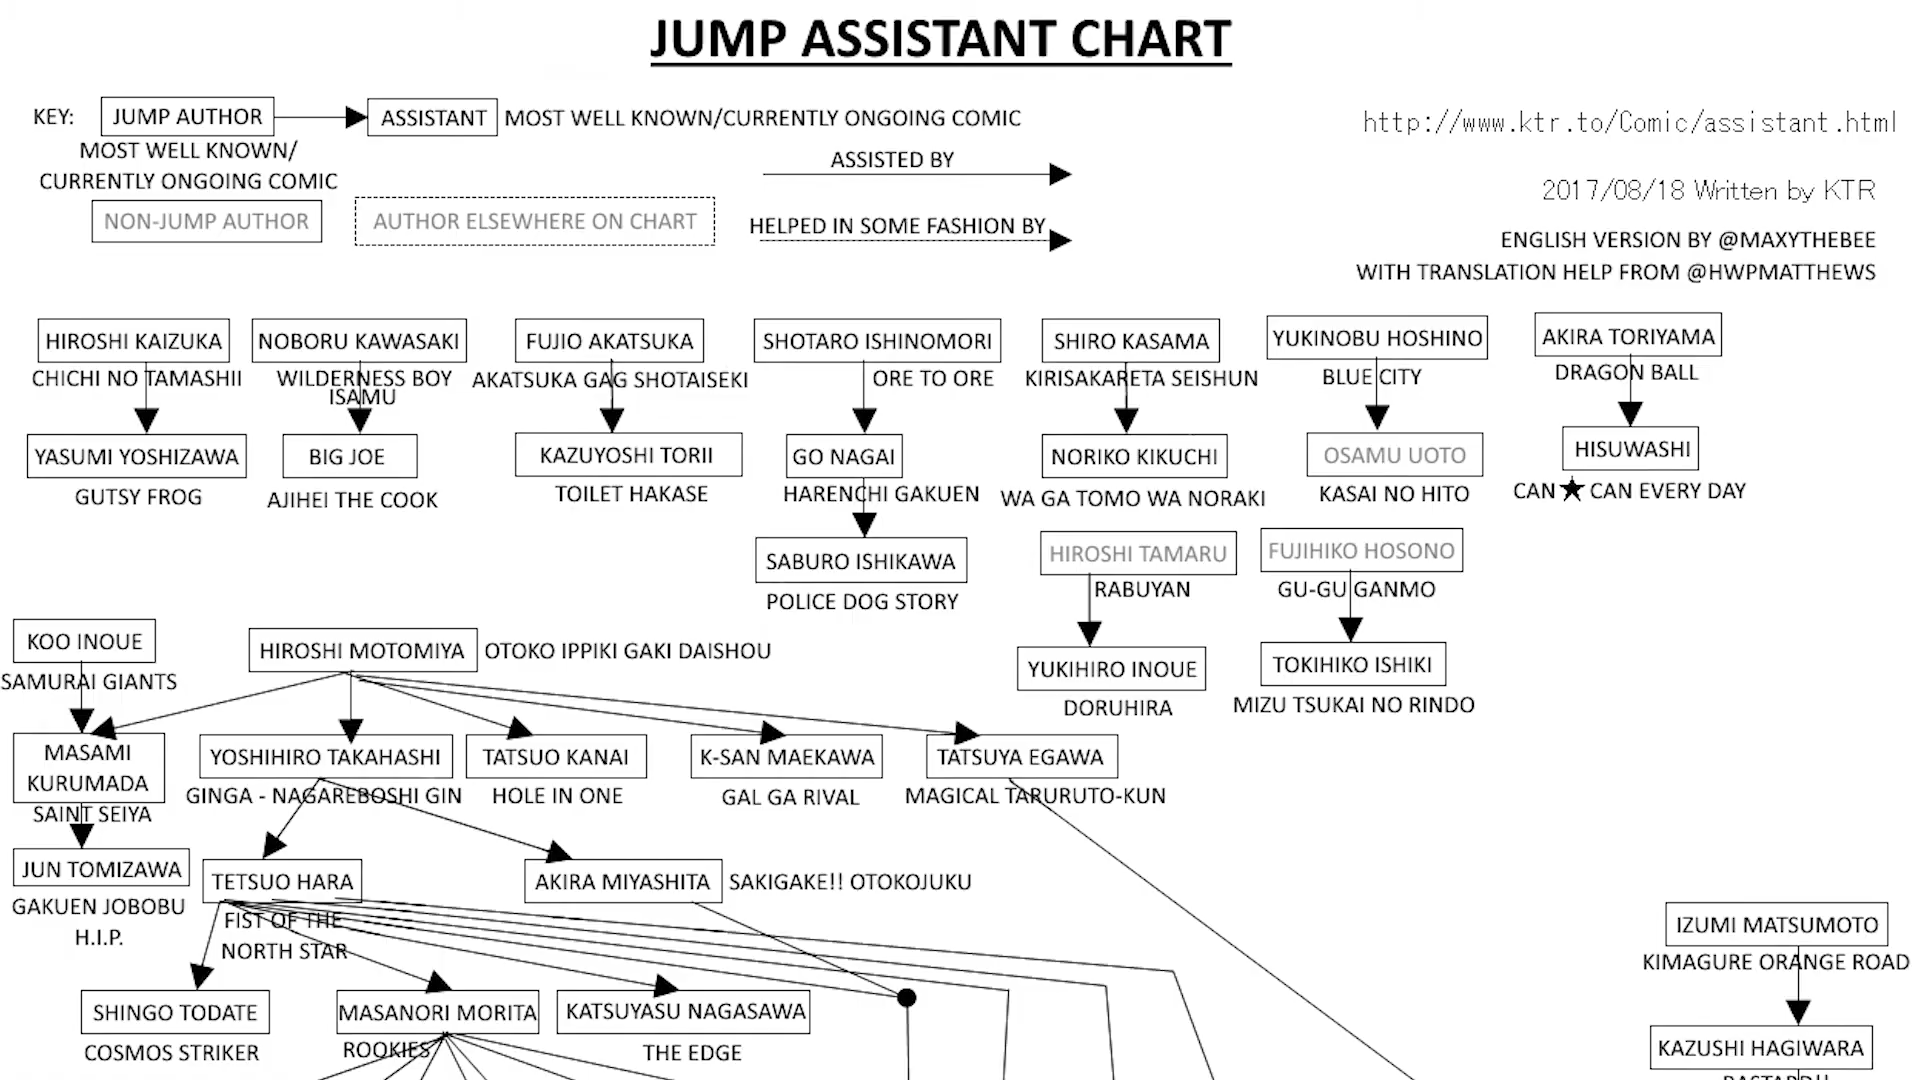 JUMP ASSISTANT CHART
KEY:
JUMP AUTHOR
ASSISTANT
MOST WELL KNOWN/CURRENTLY ONGOING COMIC
MOST WELL KNOWN/
CURRENTLY ONGOING COMIC
ASSISTED BY
NON-JUMP AUTHOR
AUTHOR ELSEWHERE ON CHART
HELPED IN SOME FASHION BY
http://www.ktr.to/Comic/assistant.html
2017/08/18 Written by KTR
ENGLISH VERSION BY @MAXYTHEBEE
WITH TRANSLATION HELP FROM @HWPMATTHEWS
HIROSHI KAIZUKA
CHICHI NO TAMASHII
YASUMI YOSHIZAWA
GUTSY FROG
NOBORU KAWASAKI
WILDERNESS BOY
ISAMU
BIG JOE
AJIHEI THE COOK
FUJIO AKATSUKA
AKATSUKA GAG SHOTAISEKI
KAZUYOSHI TORII
TOILET HAKASE
SHOTARO ISHINOMORI
ORE TO ORE
GO NAGAI
HARENCHI GAKUEN
SABURO ISHIKAWA
POLICE DOG STORY
SHIRO KASAMA
KIRISAKARETA SEISHUN
NORIKO KIKUCHI
WA GA TOMO WA NORAKI
YUKINOBU HOSHINO
BLUE CITY
OSAMU UOTO
KASAI NO HITO
AKIRA TORIYAMA
DRAGON BALL
HISUWASHI
CAN ★ CAN EVERY DAY
HIROSHI TAMARU
RABUYAN
YUKIHIRO INOUE
DORUHIRA
FUJIHIKO HOSONO
GU-GU GANMO
TOKIHIKO ISHIKI
MIZU TSUKAI NO RINDO
KOO INOUE
SAMURAI GIANTS
HIROSHI MOTOMIYA
OTOKO IPPIKI GAKI DAISHOU
MASAMI
KURUMADA
SAINT SEIYA
YOSHIHIRO TAKAHASHI
GINGA - NAGAREBOSHI GIN
TATSUO KANAI
HOLE IN ONE
K-SAN MAEKAWA
GAL GA RIVAL
TATSUYA EGAWA
MAGICAL TARURUTO-KUN
JUN TOMIZAWA
GAKUEN JOBOBU
H.I.P.
TETSUO HARA
FIST OF THE
NORTH STAR
AKIRA MIYASHITA
SAKIGAKE!! OTOKOJUKU
SHINGO TODATE
COSMOS STRIKER
MASANORI MORITA
ROOKIES
KATSUYASU NAGASAWA
THE EDGE
IZUMI MATSUMOTO
KIMAGURE ORANGE ROAD
KAZUSHI HAGIWARA
BASTARD!!